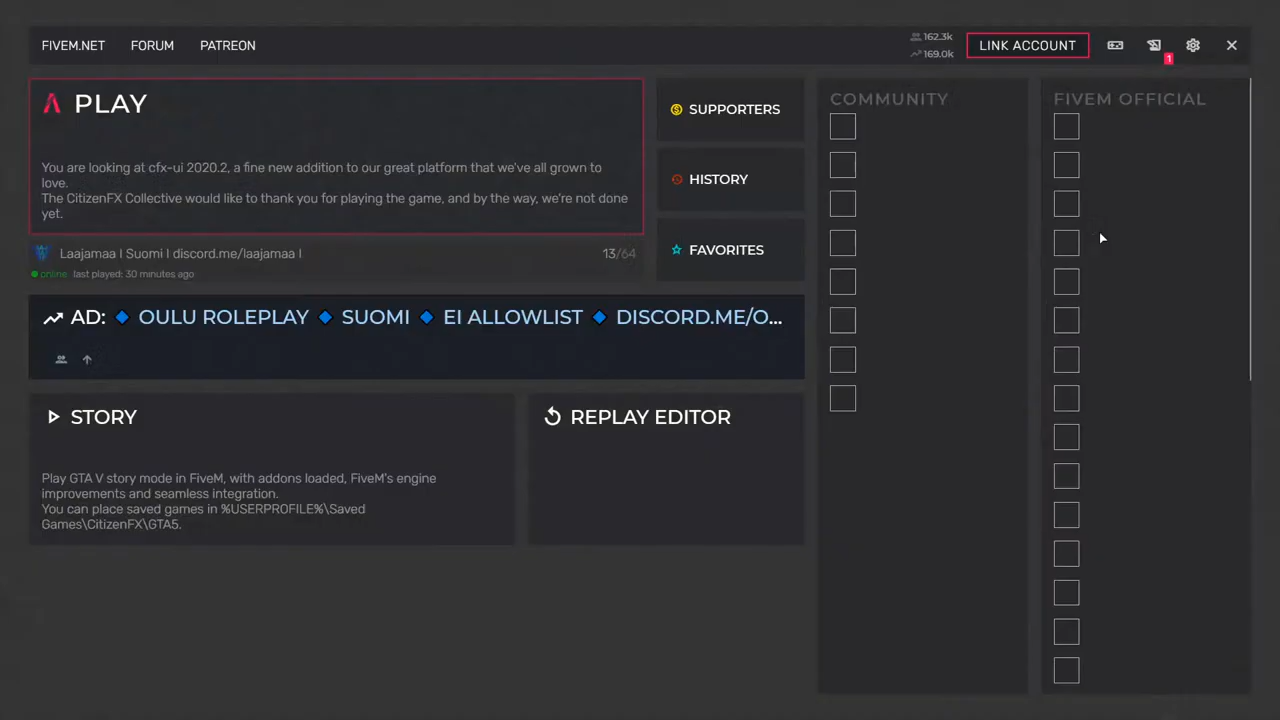 FIVEM.NET
FORUM
PATREON
162.3k
169.0k
LINK ACCOUNT
1
PLAY
You are looking at cfx-ui 2020.2, a fine new addition to our great platform that we've all grown to
love.
The CitizenFX Collective would like to thank you for playing the game, and by the way, we're not done
yet.
Laajamaa | Suomi | discord.me/laajamaa |
13/64
online last played: 30 minutes ago
SUPPORTERS
HISTORY
FAVORITES
AD: 🔷 OULU ROLEPLAY 🔷 SUOMI 🔷 EI ALLOWLIST 🔷 DISCORD.ME/O...
STORY
Play GTA V story mode in FiveM, with addons loaded, FiveM's engine
improvements and seamless integration.
You can place saved games in %USERPROFILE%\Saved
Games\CitizenFX\GTA5.
REPLAY EDITOR
COMMUNITY
FIVEM OFFICIAL